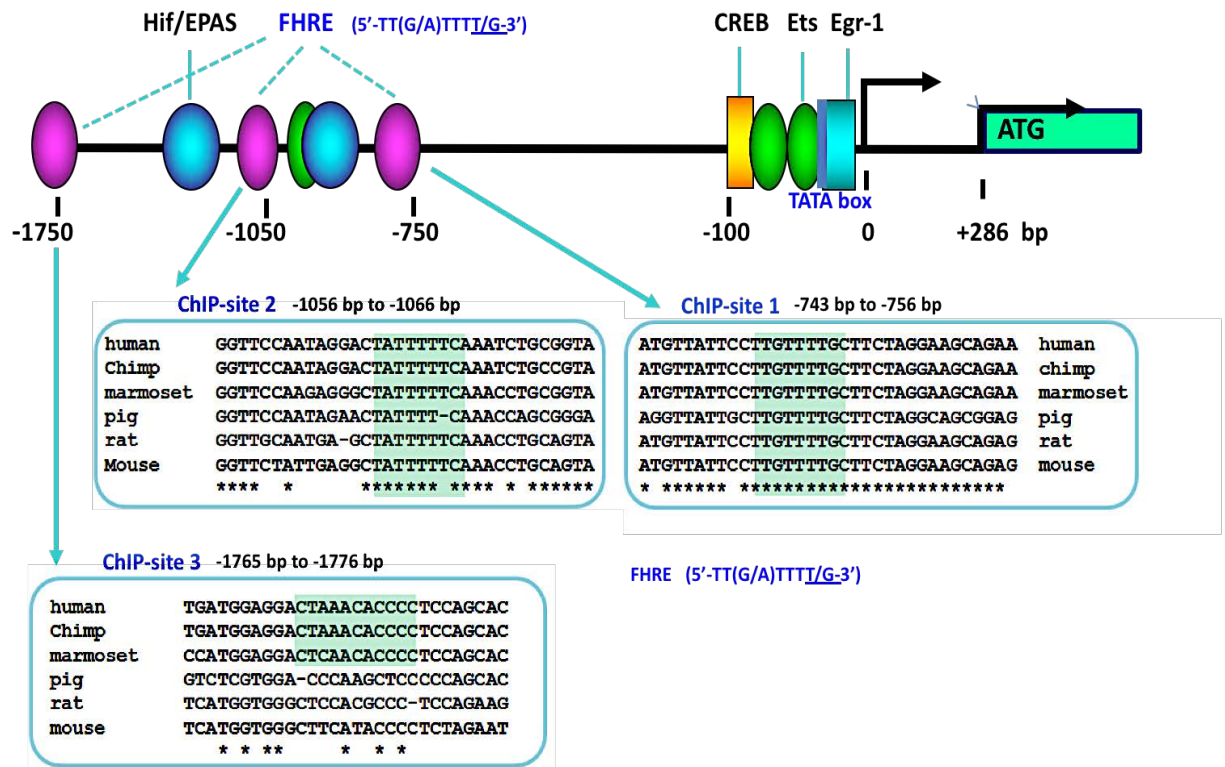 Hif/EPAS FHRE (5’-TT(G/A)TTTT/G-3’) CREB Ets Egr-1
ATG
TATA box
-1750 -1050 -750 -100 0 +286 bp
ChIP-site 2 -1056 bp to -1066 bp
human GGTTCCAATAGGACTATTTTTCAAATCTGCGGTA
Chimp GGTTCCAATAGGACTATTTTTCAAATCTGCCGTA
marmoset GGTTCCAAGAGGGCTATTTTTCAAACCTGCGGTA
pig GGTTCCAATAGAACTATTTT-CAAACCAGCGGGA
rat GGTTGCAATGA-GCTATTTTTCAAACCTGCAGTA
Mouse GGTTCTATTGAGGCTATTTTTCAAACCTGCAGTA
**** * ******* **** * ******
ChIP-site 1 -743 bp to -756 bp
ATGTTATTCCTTGTTTTGCTTCTAGGAAGCAGAA human
ATGTTATTCCTTGTTTTGCTTCTAGGAAGCAGAA chimp
ATGTTATTCCTTGTTTTGCTTCTAGGAAGCAGAA marmoset
AGGTTATTGCTTGTTTTGCTTCTAGGCAGCGGAG pig
ATGTTATTCCTTGTTTTGCTTCTAGGAAGCAGAG rat
ATGTTATTCCTTGTTTTGCTTCTAGGAAGCAGAG mouse
* ****** ************************
ChIP-site 3 -1765 bp to -1776 bp
FHRE (5’-TT(G/A)TTTT/G-3’)
human TGATGGAGGACTAAACACCCCTCCAGCAC
Chimp TGATGGAGGACTAAACACCCCTCCAGCAC
marmoset CCATGGAGGACTCAACACCCCTCCAGCAC
pig GTCTCGTGGA-CCCAAGCTCCCCCAGCAC
rat TCATGGTGGGCTCCACGCCC-TCCAGAAG
mouse TCATGGTGGGCTTCATACCCCTCTAGAAT
* * ** * * *